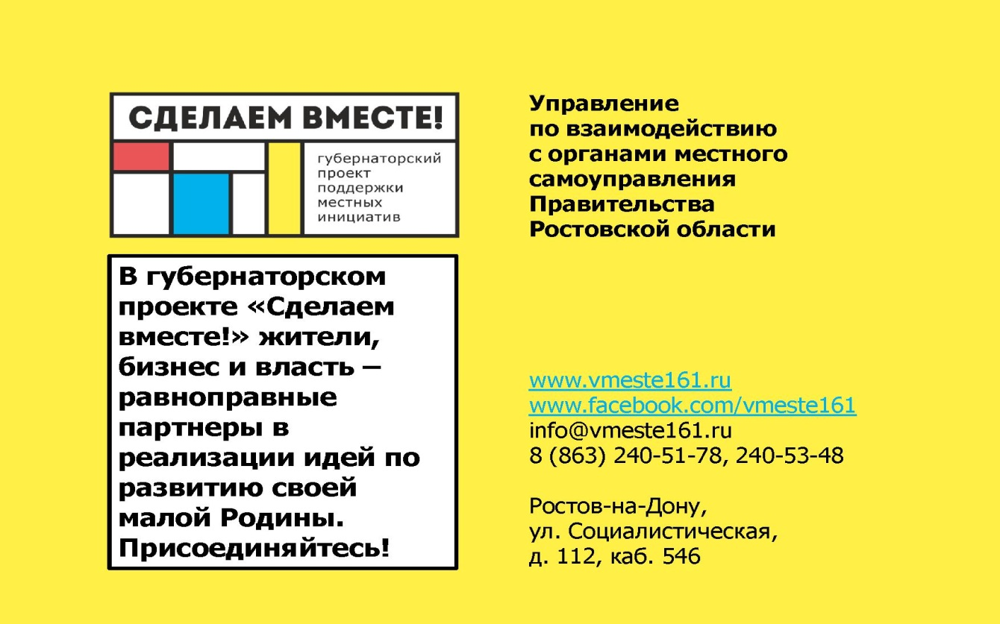 СДЕЛАЕМ ВМЕСТЕ!
губернаторский
проект
поддержки
местных
инициатив
В губернаторском
проекте «Сделаем
вместе!» жители,
бизнес и власть –
равноправные
партнеры в
реализации идей по
развитию своей
малой Родины.
Присоединяйтесь!
Управление
по взаимодействию
с органами местного
самоуправления
Правительства
Ростовской области
www.vmeste161.ru
www.facebook.com/vmeste161
info@vmeste161.ru
8 (863) 240-51-78, 240-53-48
Ростов-на-Дону,
ул. Социалистическая,
д. 112, каб. 546